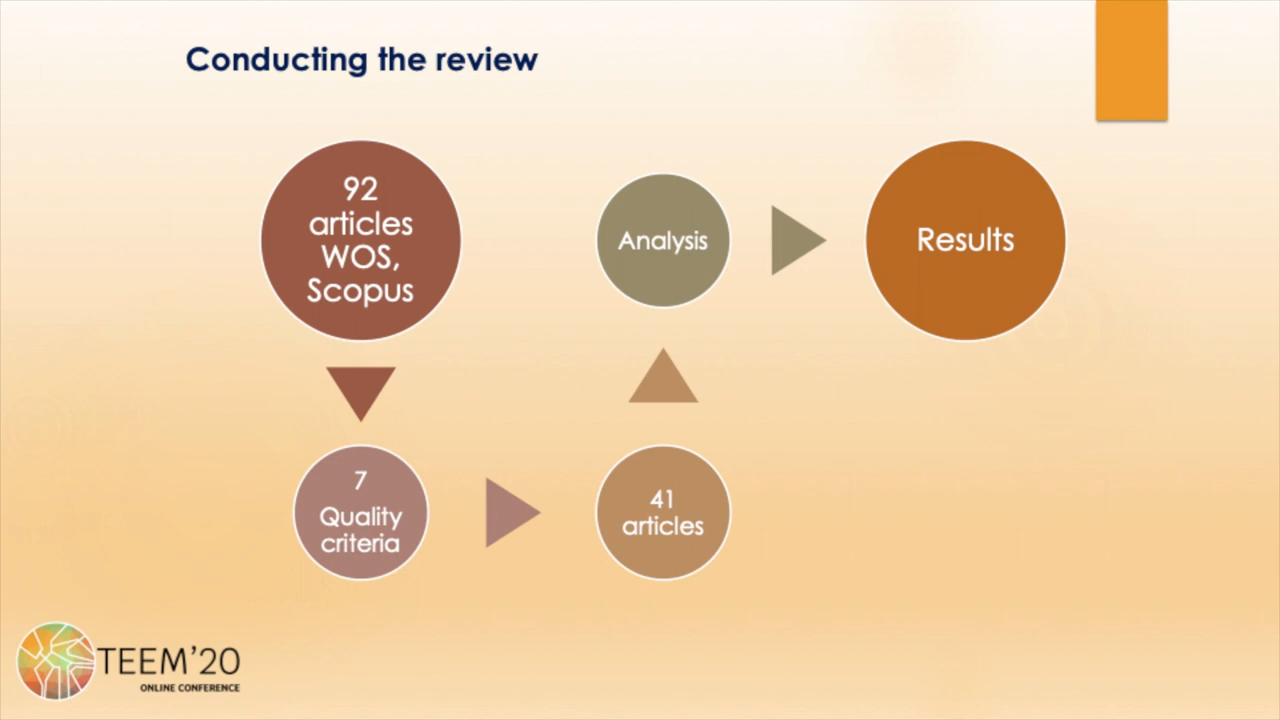 Conducting the review
92
articles
WOS,
Scopus
7
Quality
criteria
41
articles
Analysis
Results
TEEM'20
ONLINE CONFERENCE